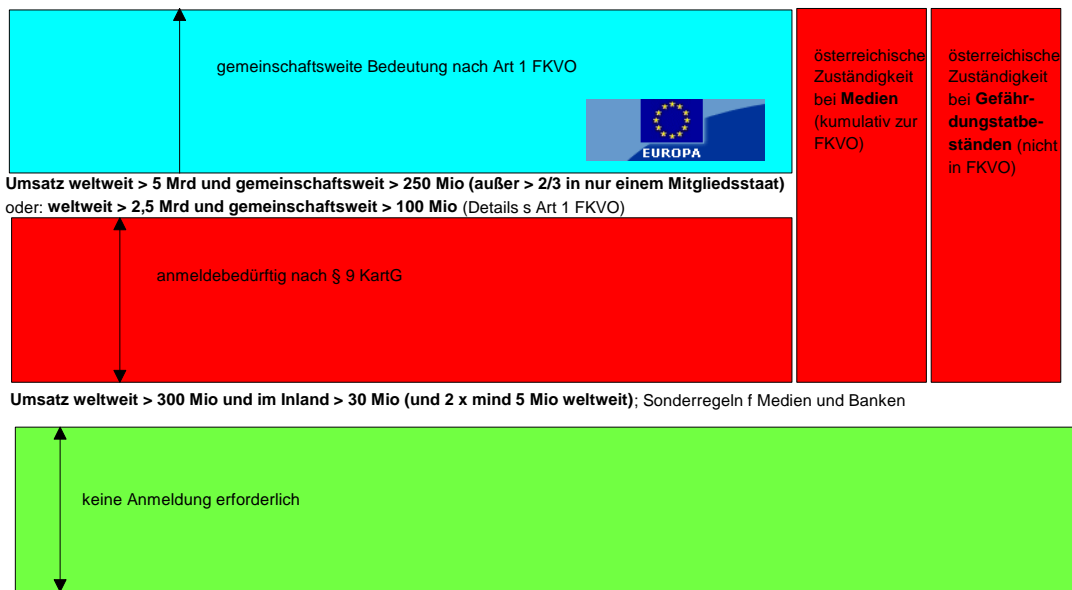 gemeinschaftsweite Bedeutung nach Art 1 FKVO
EUROPA
österreichische
Zuständigkeit
bei Medien
(kumulativ zur
FKVO)
österreichische
Zuständigkeit
bei Gefähr-
dungstatbe-
ständen (nicht
in FKVO)
Umsatz weltweit > 5 Mrd und gemeinschaftsweit > 250 Mio (außer > 2/3 in nur einem Mitgliedsstaat)
oder: weltweit > 2,5 Mrd und gemeinschaftsweit > 100 Mio (Details s Art 1 FKVO)
anmeldebedürftig nach § 9 KartG
Umsatz weltweit > 300 Mio und im Inland > 30 Mio (und 2 x mind 5 Mio weltweit); Sonderregeln f Medien und Banken
keine Anmeldung erforderlich